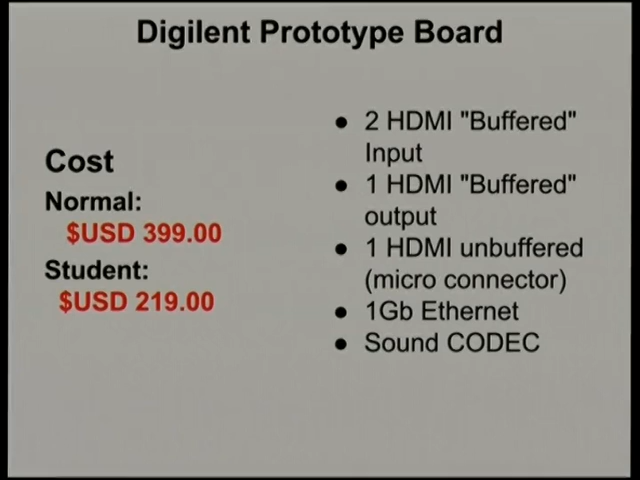 Digilent Prototype Board
Cost
Normal:
$USD 399.00
Student:
$USD 219.00
● 2 HDMI "Buffered"
Input
● 1 HDMI "Buffered"
output
● 1 HDMI unbuffered
(micro connector)
● 1Gb Ethernet
● Sound CODEC